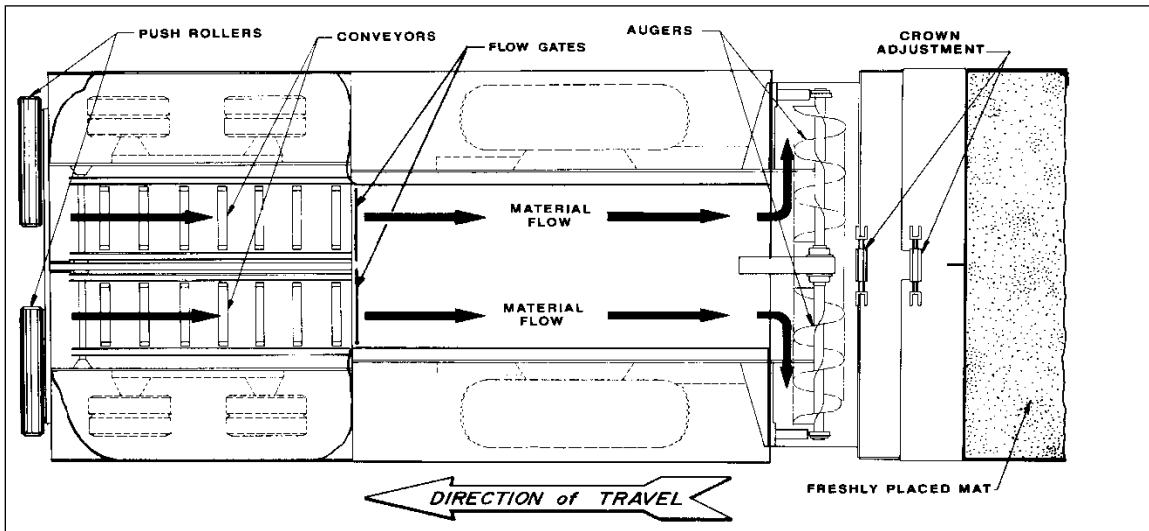 PUSH ROLLERS
CONVEYORS
FLOW GATES
AUGERS
CROWN
ADJUSTMENT
MATERIAL
FLOW
MATERIAL
FLOW
FRESHLY PLACED MAT
DIRECTION of TRAVEL